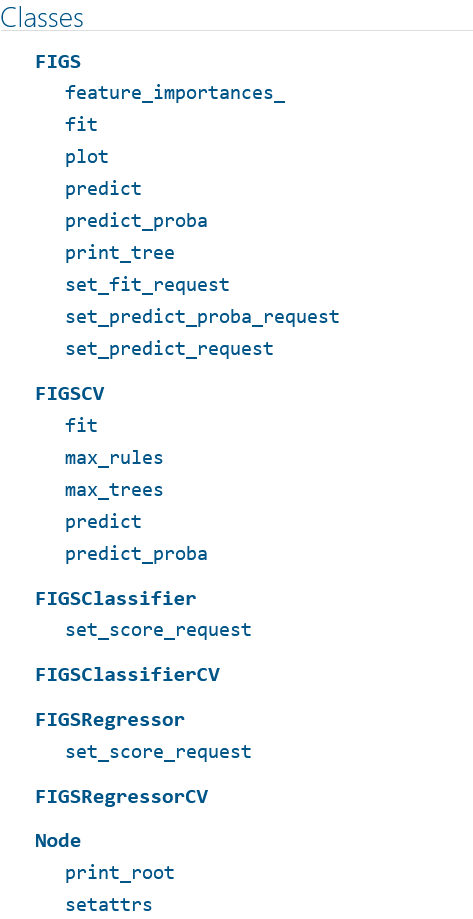 Classes
FIGS
feature_importances_
fit
plot
predict
predict_proba
print_tree
set_fit_request
set_predict_proba_request
set_predict_request
FIGSCV
fit
max_rules
max_trees
predict
predict_proba
FIGSClassifier
set_score_request
FIGSClassifierCV
FIGSRegressor
set_score_request
FIGSRegressorCV
Node
print_root
setattrs